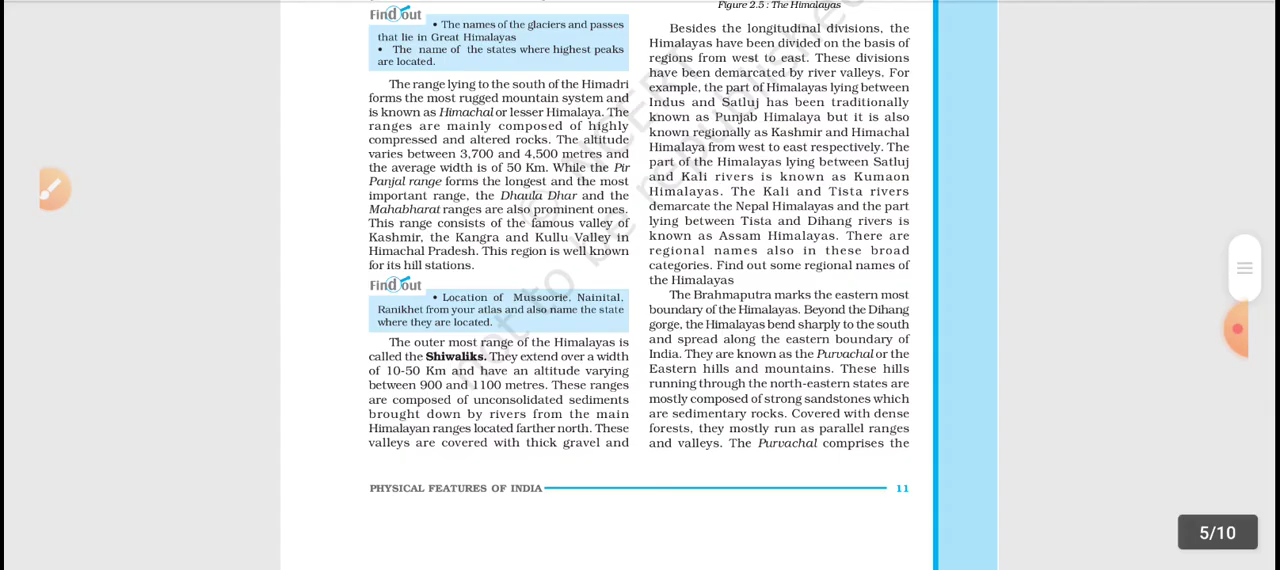 Find out
• The names of the glaciers and passes
that lie in Great Himalayas
• The name of the states where highest peaks
are located.
The range lying to the south of the Himadri
forms the most rugged mountain system and
is known as Himachal or lesser Himalaya. The
ranges are mainly composed of highly
compressed and altered rocks. The altitude
varies between 3,700 and 4,500 metres and
the average width is of 50 Km. While the Pir
Panjal range forms the longest and the most
important range, the Dhaula Dhar and the
Mahabharat ranges are also prominent ones.
This range consists of the famous valley of
Kashmir, the Kangra and Kullu Valley in
Himachal Pradesh. This region is well known
for its hill stations.
Find out
• Location of Mussoorie, Nainital,
Ranikhet from your atlas and also name the state
where they are located.
The outer most range of the Himalayas is
called the Shiwaliks. They extend over a width
of 10-50 Km and have an altitude varying
between 900 and 1100 metres. These ranges
are composed of unconsolidated sediments
brought down by rivers from the main
Himalayan ranges located farther north. These
valleys are covered with thick gravel and
Figure 2.5 : The Himalayas
Besides the longitudinal divisions, the
Himalayas have been divided on the basis of
regions from west to east. These divisions
have been demarcated by river valleys. For
example, the part of Himalayas lying between
Indus and Satluj has been traditionally
known as Punjab Himalaya but it is also
known regionally as Kashmir and Himachal
Himalaya from west to east respectively. The
part of the Himalayas lying between Satluj
and Kali rivers is known as Kumaon
Himalayas. The Kali and Tista rivers
demarcate the Nepal Himalayas and the part
lying between Tista and Dihang rivers is
known as Assam Himalayas. There are
regional names also in these broad
categories. Find out some regional names of
the Himalayas
The Brahmaputra marks the eastern most
boundary of the Himalayas. Beyond the Dihang
gorge, the Himalayas bend sharply to the south
and spread along the eastern boundary of
India. They are known as the Purvachal or the
Eastern hills and mountains. These hills
running through the north-eastern states are
mostly composed of strong sandstones which
are sedimentary rocks. Covered with dense
forests, they mostly run as parallel ranges
and valleys. The Purvachal comprises the
PHYSICAL FEATURES OF INDIA
11
5/10
© NCERT
not to be republished